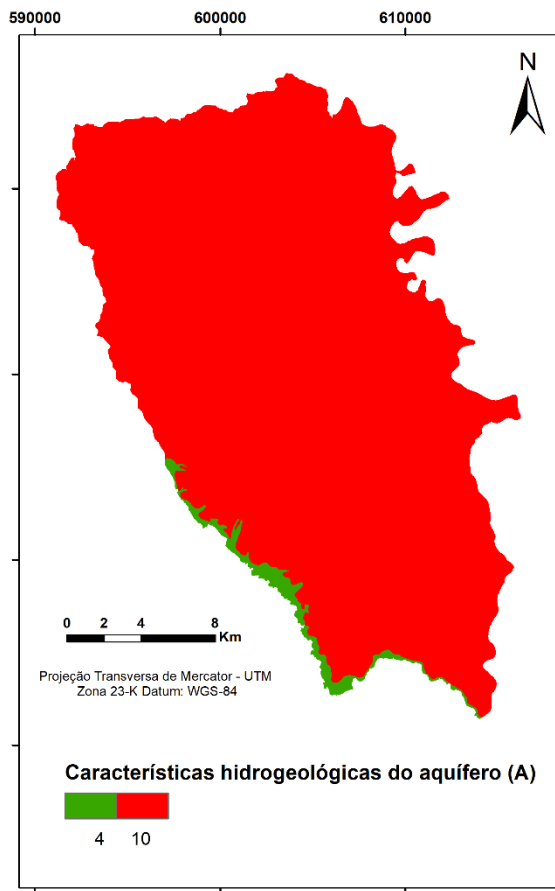 590000 600000 610000
N
0 2 4 8
Km
Projeção Transversa de Mercator - UTM
Zona 23-K Datum: WGS-84
Características hidrogeológicas do aquífero (A)
4 10